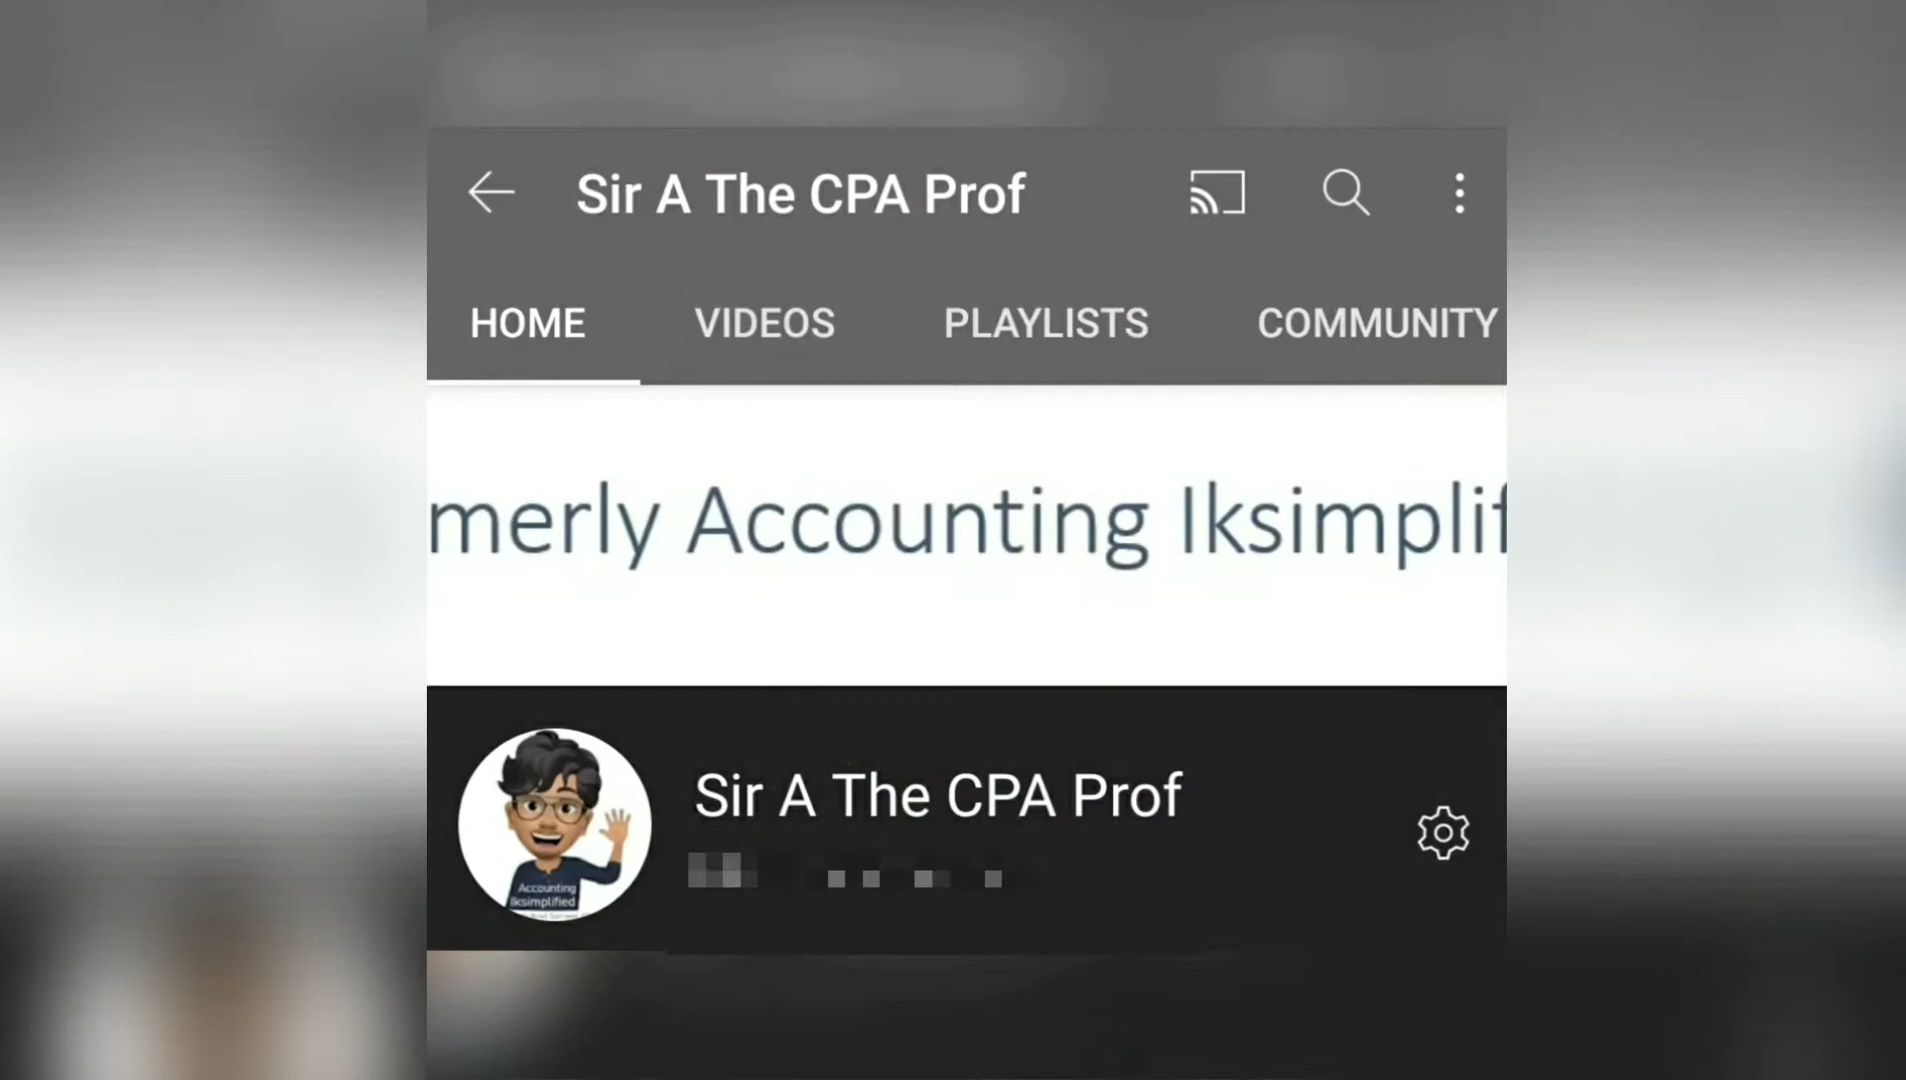 Sir A The CPA Prof
HOME VIDEOS PLAYLISTS COMMUNITY
merly Accounting Iksimplif
Sir A The CPA Prof
Accounting
Iksimplified